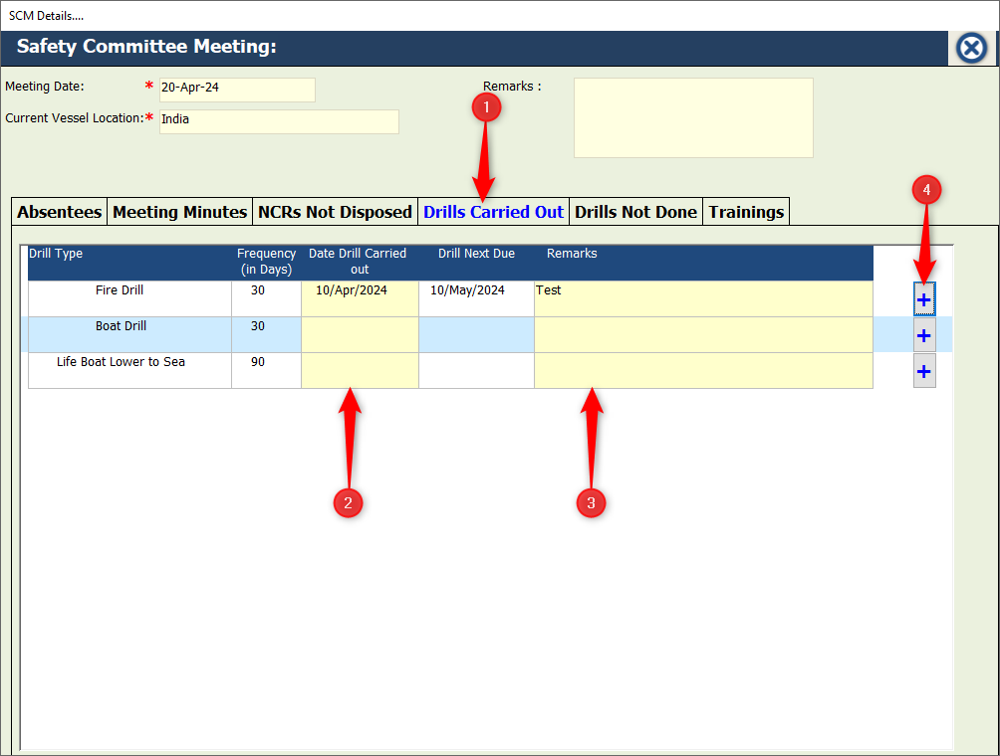 SCM Details....
Safety Committee Meeting:
Meeting Date: * 20-Apr-24 Remarks :
Current Vessel Location:* India
1
4
Absentees Meeting Minutes NCRs Not Disposed Drills Carried Out Drills Not Done Trainings
Drill Type Frequency (in Days) Date Drill Carried out Drill Next Due Remarks
Fire Drill 30 10/Apr/2024 10/May/2024 Test +
Boat Drill 30 +
Life Boat Lower to Sea 90 +
2 3